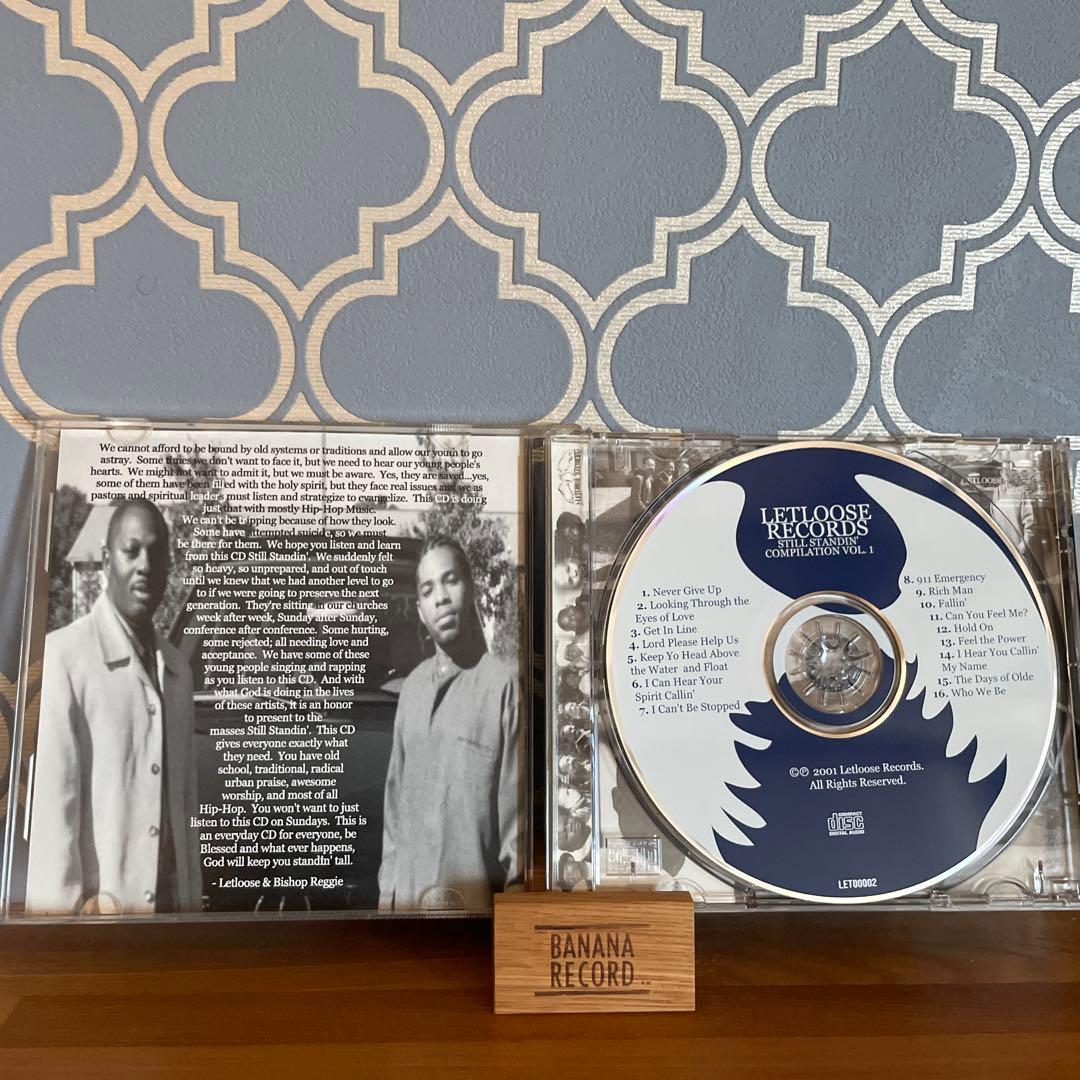 We cannot afford to be bound by old systems or traditions and allow our youth to go
astray. Some times we don't want to face it, but we need to hear our young people's
hearts. We might not want to admit it, but we must be aware. Yes, they are saved...yes,
some of them have been filled with the holy spirit, but they face real issues and we as
pastors and spiritual leaders must listen and strategize to evangelize. This CD is doing
just that with mostly Hip-Hop Music.
We can't be tripping because of how they look.
Some have attempted suicide, so we must
be there for them. We hope you listen and learn
from this CD Still Standin'. We suddenly felt
so heavy, so unprepared, and out of touch
until we knew that we had another level to go
to if we were going to preserve the next
generation. They're sitting in our churches
week after week, Sunday after Sunday,
conference after conference. Some hurting,
some rejected; all needing love and
acceptance. We have some of these
young people singing and rapping
as you listen to this CD. And with
what God is doing in the lives
of these artists, it is an honor
to present to the
masses Still Standin'. This CD
gives everyone exactly what
they need. You have old
school, traditional, radical
urban praise, awesome
worship, and most of all
Hip-Hop. You won't want to just
listen to this CD on Sundays. This is
an everyday CD for everyone, be
Blessed and what ever happens,
God will keep you standin' tall.
- Letloose & Bishop Reggie
LETLOOSE
RECORDS
STILL STANDIN'
COMPILATION VOL. 1
1. Never Give Up
2. Looking Through the
Eyes of Love
3. Get In Line
4. Lord Please Help Us
5. Keep Yo Head Above
the Water and Float
6. I Can Hear Your
Spirit Callin'
7. I Can't Be Stopped
8. 911 Emergency
9. Rich Man
10. Fallin'
11. Can You Feel Me?
12. Hold On
13. Feel the Power
14. I Hear You Callin'
My Name
15. The Days of Olde
16. Who We Be
©℗ 2001 Letloose Records.
All Rights Reserved.
COMPACT
disc
DIGITAL AUDIO
LET00002
LETLOOSE
BANANA
RECORD